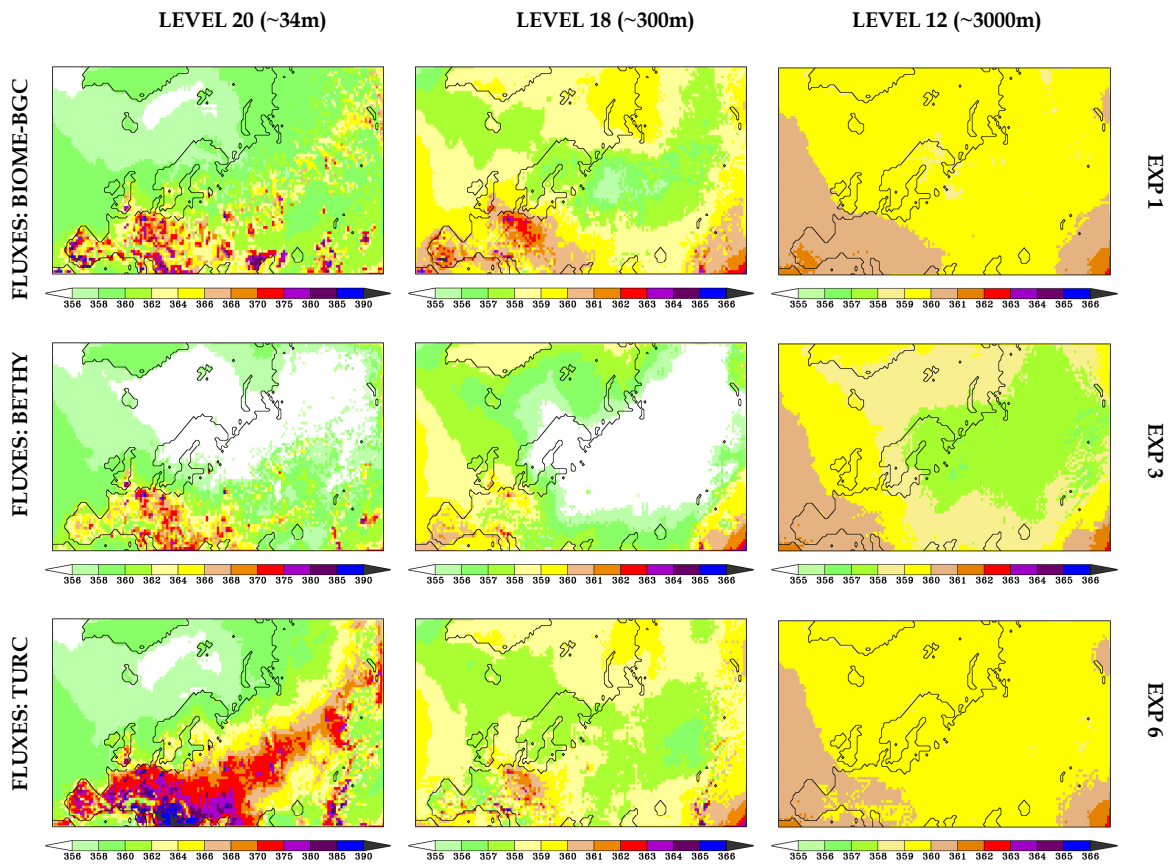 LEVEL 20 (~34m) LEVEL 18 (~300m) LEVEL 12 (~3000m)
FLUXES: BIOME-BGC
EXP 1
356 358 360 362 364 366 368 370 375 380 385 390
355 356 357 358 359 360 361 362 363 364 365 366
355 356 357 358 359 360 361 362 363 364 365 366
FLUXES: BETHY
EXP 3
356 358 360 362 364 366 368 370 375 380 385 390
355 356 357 358 359 360 361 362 363 364 365 366
355 356 357 358 359 360 361 362 363 364 365 366
FLUXES: TURC
EXP 6
356 358 360 362 364 366 368 370 375 380 385 390
355 356 357 358 359 360 361 362 363 364 365 366
355 356 357 358 359 360 361 362 363 364 365 366